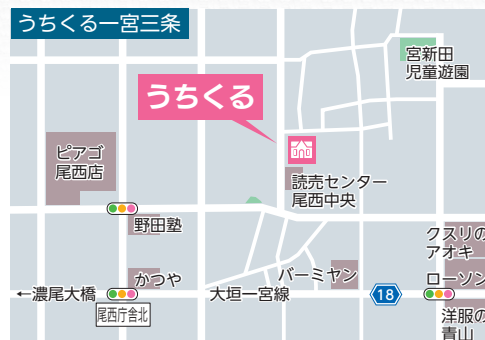 うちくる一宮三条
宮新田
児童遊園
うちくる
ピアゴ
尾西店
読売センター
尾西中央
野田塾
クスリの
アオキ
かつや
バーミヤン
ローソン
←濃尾大橋
大垣一宮線
18
尾西庁舎北
洋服の
青山